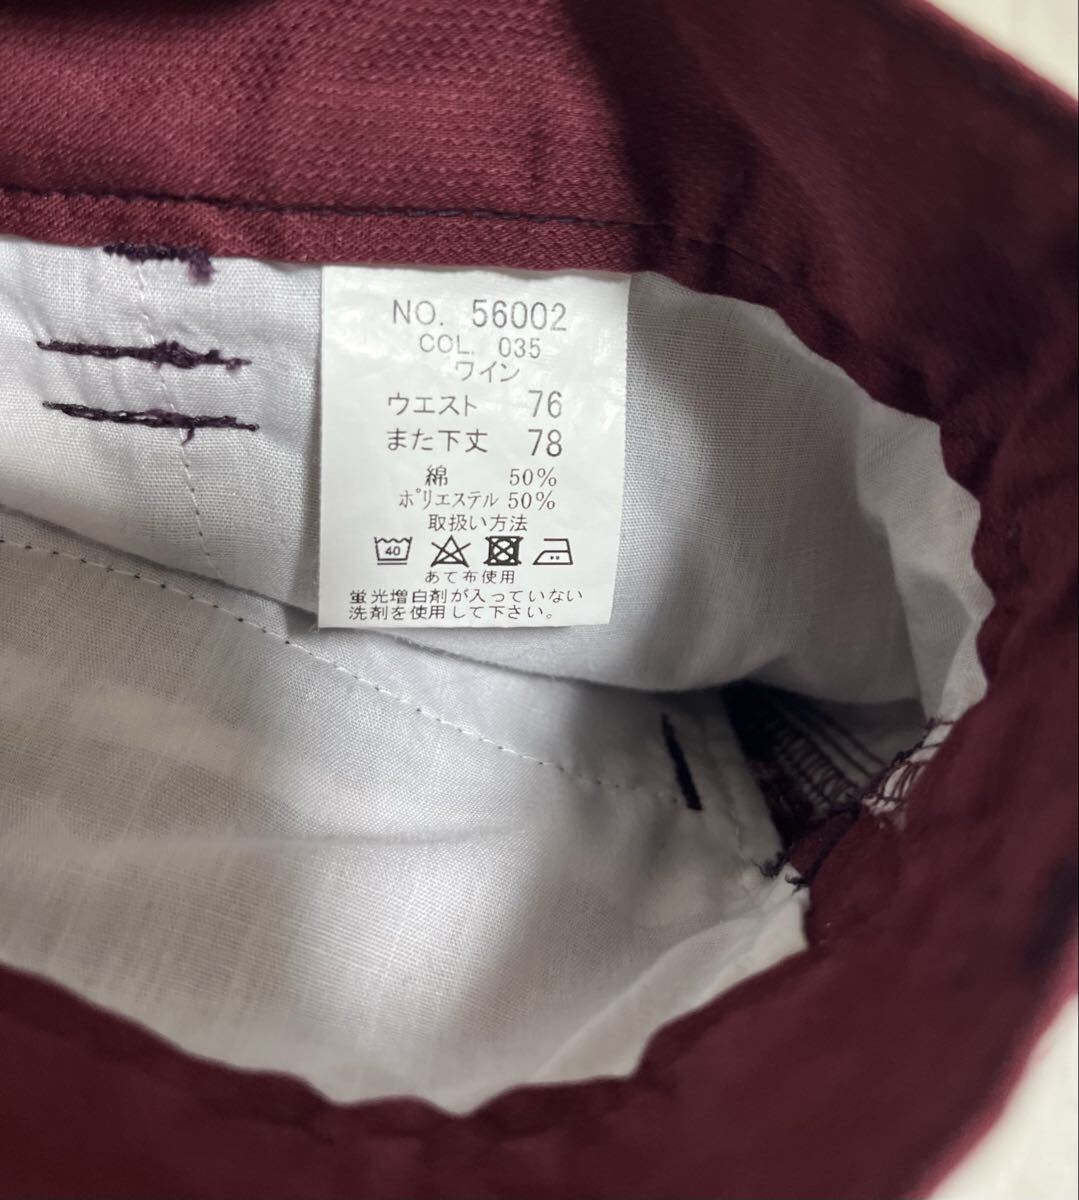 NO. 56002
COL. 035
ワイン
ウエスト 76
また下丈 78
綿 50%
ポリエステル 50%
取扱い方法
40
あて布使用
蛍光増白剤が入っていない
洗剤を使用して下さい。